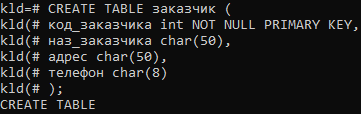 kld=# CREATE TABLE заказчик (
kld(# код_заказчика int NOT NULL PRIMARY KEY,
kld(# наз_заказчика char(50),
kld(# адрес char(50),
kld(# телефон char(8)
kld(# );
CREATE TABLE